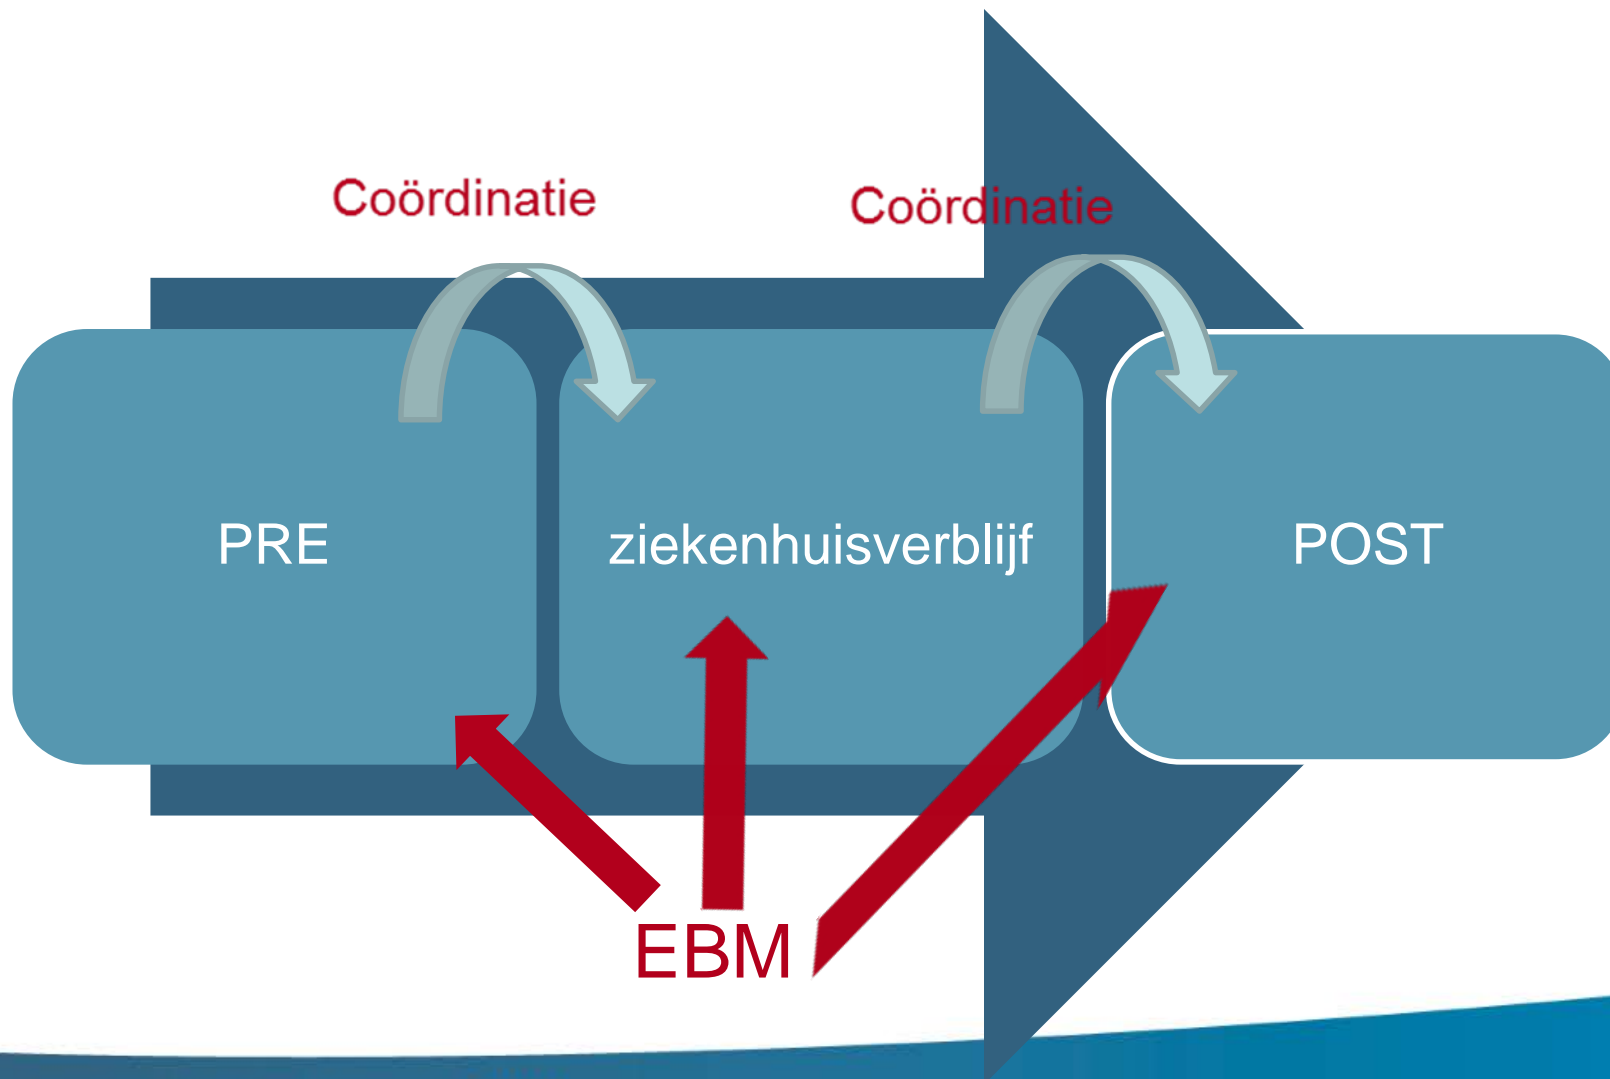 Coördinatie
Coördinatie
PRE
ziekenhuisverblijf
POST
EBM